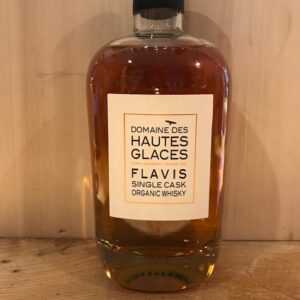 DOMAINE DES
HAUTES
GLACES
FLAVIS
SINGLE CASK
ORGANIC WHISKY